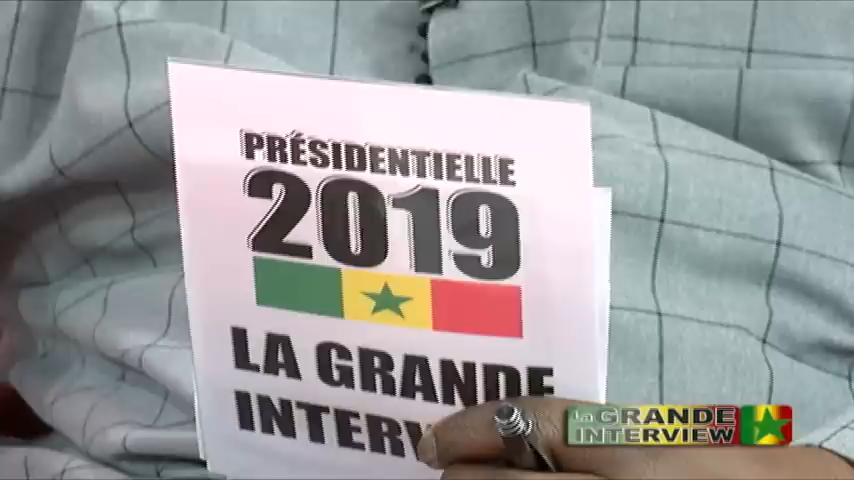 PRÉSIDENTIELLE
2019
LA GRANDE
La GRANDE
INTERVIEW